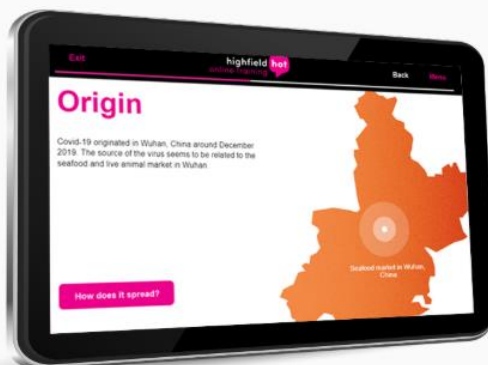 Exit
highfield hot
online training
Back
Menu
Origin
Covid-19 originated in Wuhan, China around December
2019. The source of the virus seems to be related to the
seafood and live animal market in Wuhan
Seafood market in Wuhan,
China
How does it spread?